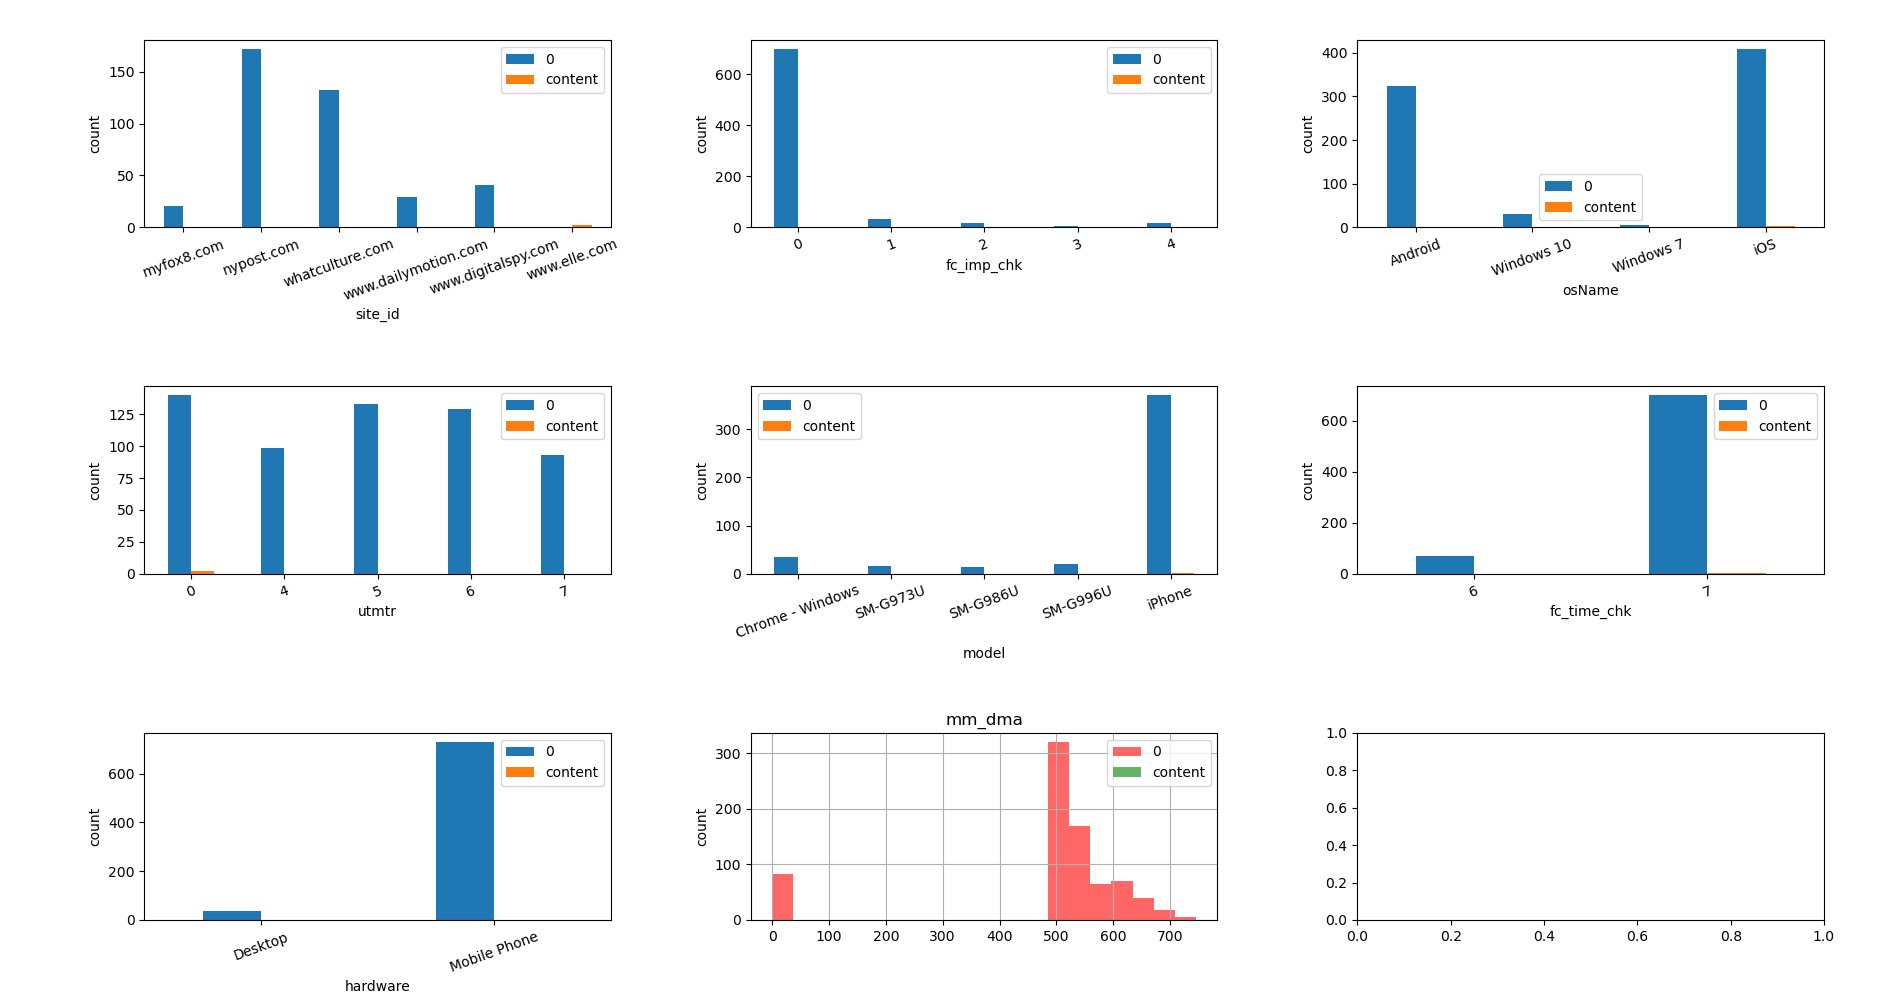 150
100
50
0
count
0
content
myfox8.com
nypost.com
whatculture.com
www.dailymotion.com
www.digitalspy.com
www.elle.com
site_id
600
400
200
0
count
0
content
0
1
2
3
4
fc_imp_chk
400
300
200
100
0
count
0
content
Android
Windows 10
Windows 7
iOS
osName
125
100
75
50
25
0
count
0
content
0
4
5
6
7
utmtr
300
200
100
0
count
0
content
Chrome - Windows
SM-G973U
SM-G986U
SM-G996U
iPhone
model
600
400
200
0
count
0
content
6
7
fc_time_chk
600
400
200
0
count
0
content
Desktop
Mobile Phone
hardware
mm_dma
300
200
100
0
count
0
content
0 100 200 300 400 500 600 700
1.0
0.8
0.6
0.4
0.2
0.0
0.0 0.2 0.4 0.6 0.8 1.0